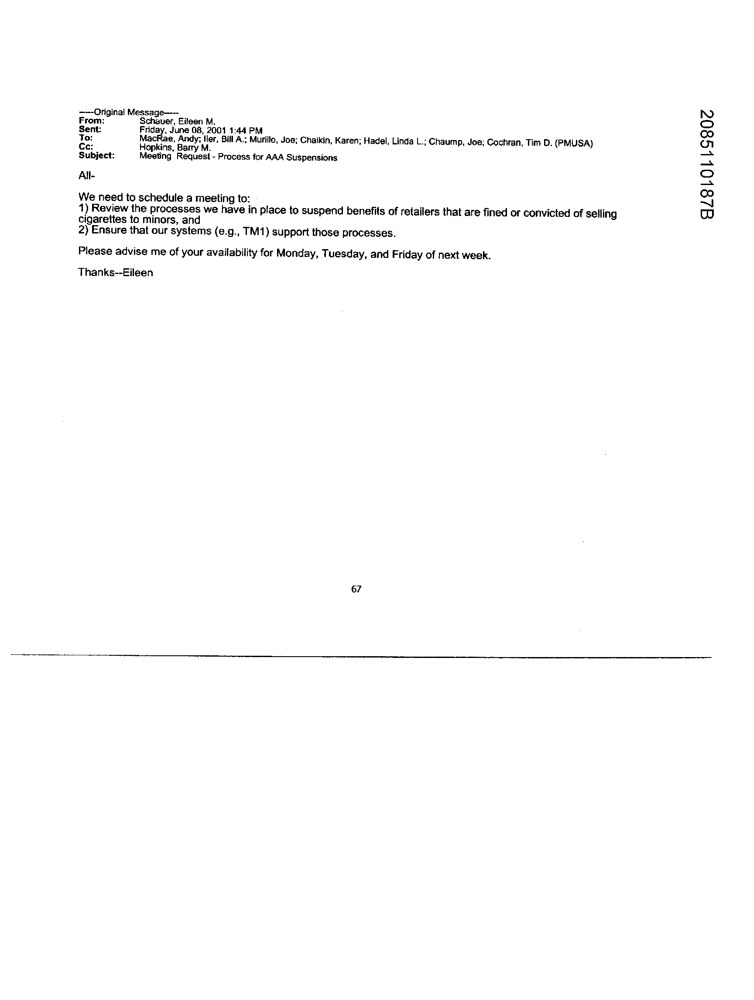 -----Original Message-----
From: Schauer, Eileen M.
Sent: Friday, June 08, 2001 1:44 PM
To: MacRae, Andy; Iler, Bill A.; Murillo, Joe; Chaikin, Karen; Hadel, Linda L.; Chaump, Joe; Cochran, Tim D. (PMUSA)
Cc: Hopkins, Barry M.
Subject: Meeting Request - Process for AAA Suspensions
All-
We need to schedule a meeting to:
1) Review the processes we have in place to suspend benefits of retailers that are fined or convicted of selling
cigarettes to minors, and
2) Ensure that our systems (e.g., TM1) support those processes.
Please advise me of your availability for Monday, Tuesday, and Friday of next week.
Thanks--Eileen
67
2085110187B